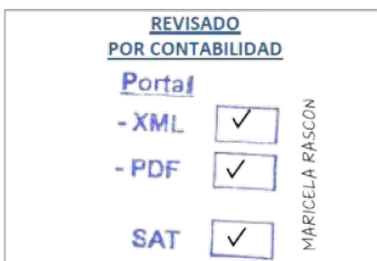 REVISADO
POR CONTABILIDAD
Portal
- XML ✓
- PDF ✓
SAT ✓
MARICELA RASCON